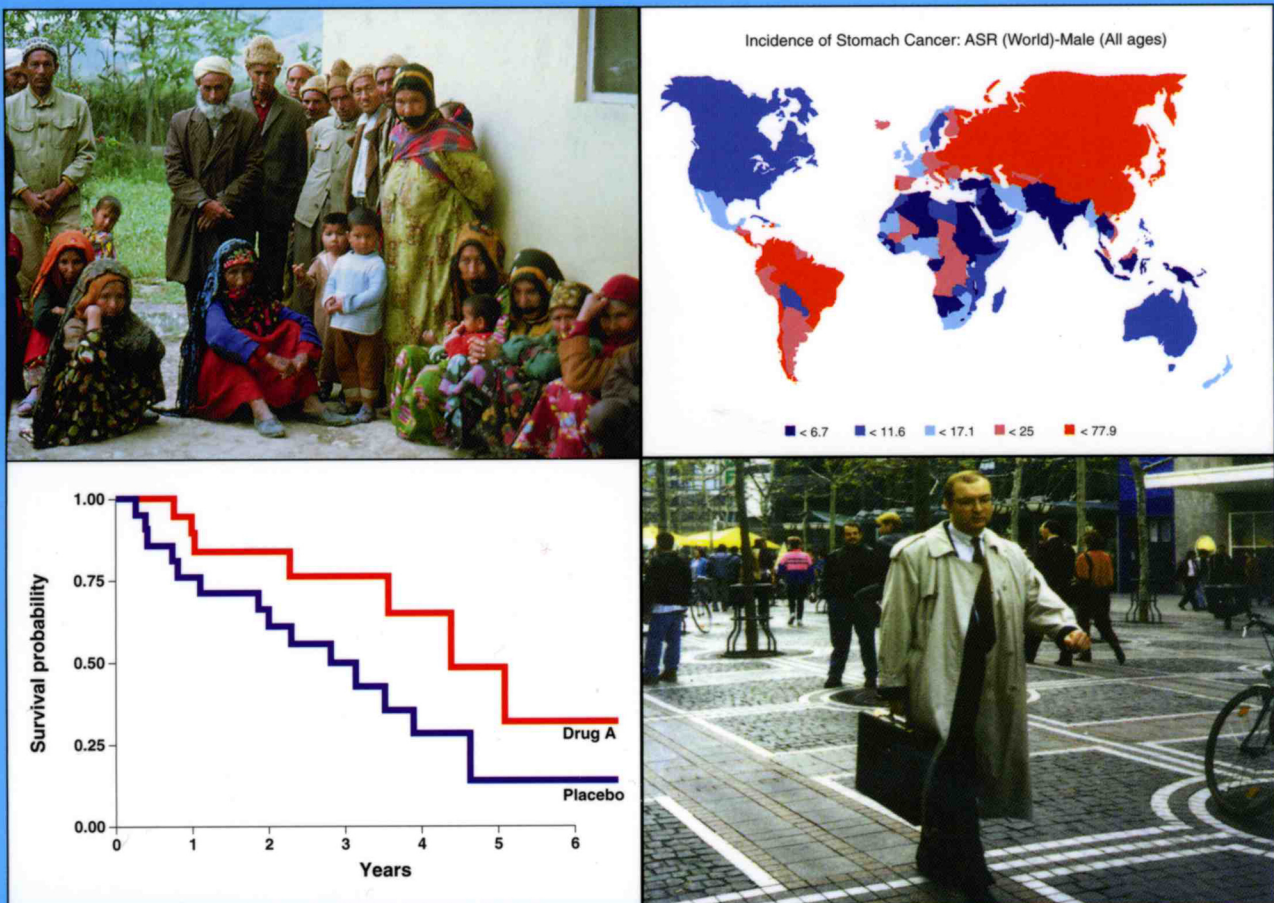 Incidence of Stomach Cancer: ASR (World)-Male (All ages)
< 6.7 < 11.6 < 17.1 < 25 < 77.9
1.00
0.75
0.50
0.25
0.00
Survival probability
Drug A
Placebo
0 1 2 3 4 5 6
Years